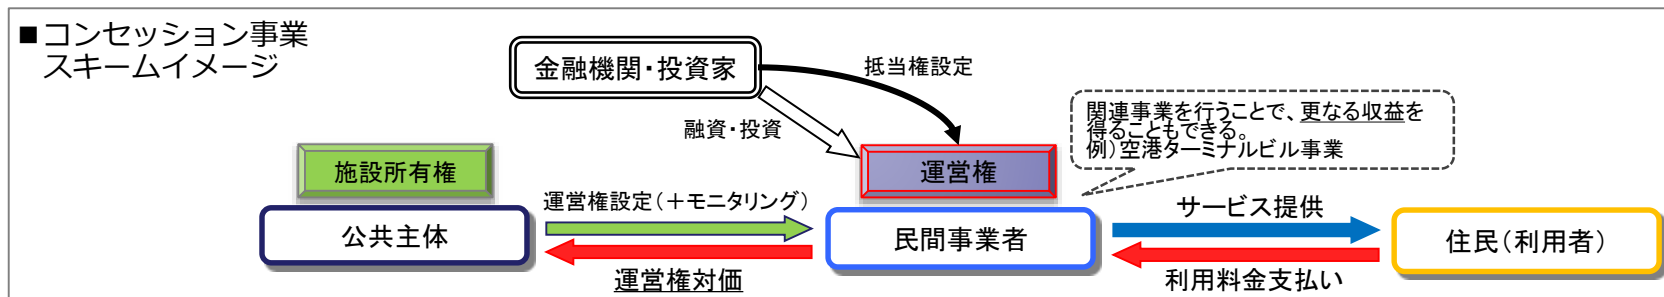 ■コンセッション事業
スキームイメージ
金融機関・投資家
抵当権設定
融資・投資
関連事業を行うことで、更なる収益を
得ることもできる。
例)空港ターミナルビル事業
施設所有権
運営権
運営権設定(+モニタリング)
サービス提供
公共主体
民間事業者
住民(利用者)
運営権対価
利用料金支払い